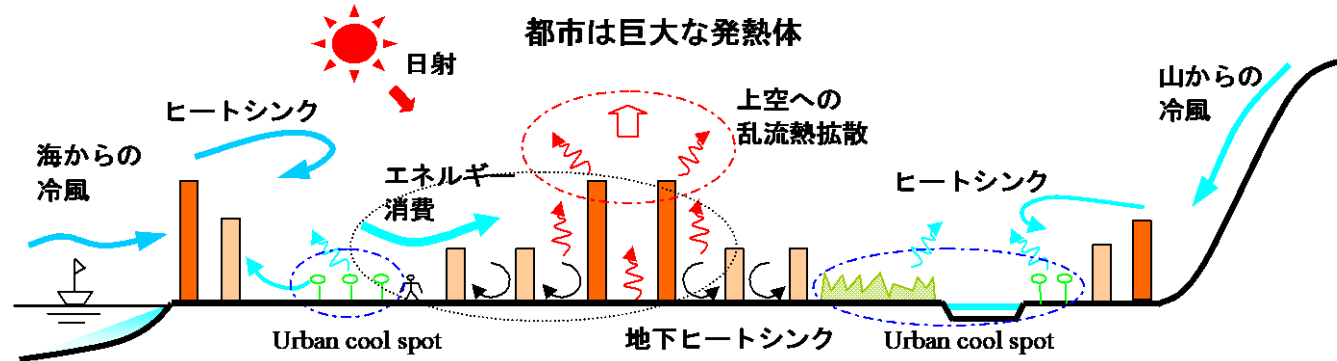 都市は巨大な発熱体
日射
ヒートシンク
海からの
冷風
エネルギー
消費
上空への
乱流熱拡散
山からの
冷風
ヒートシンク
Urban cool spot
地下ヒートシンク
Urban cool spot